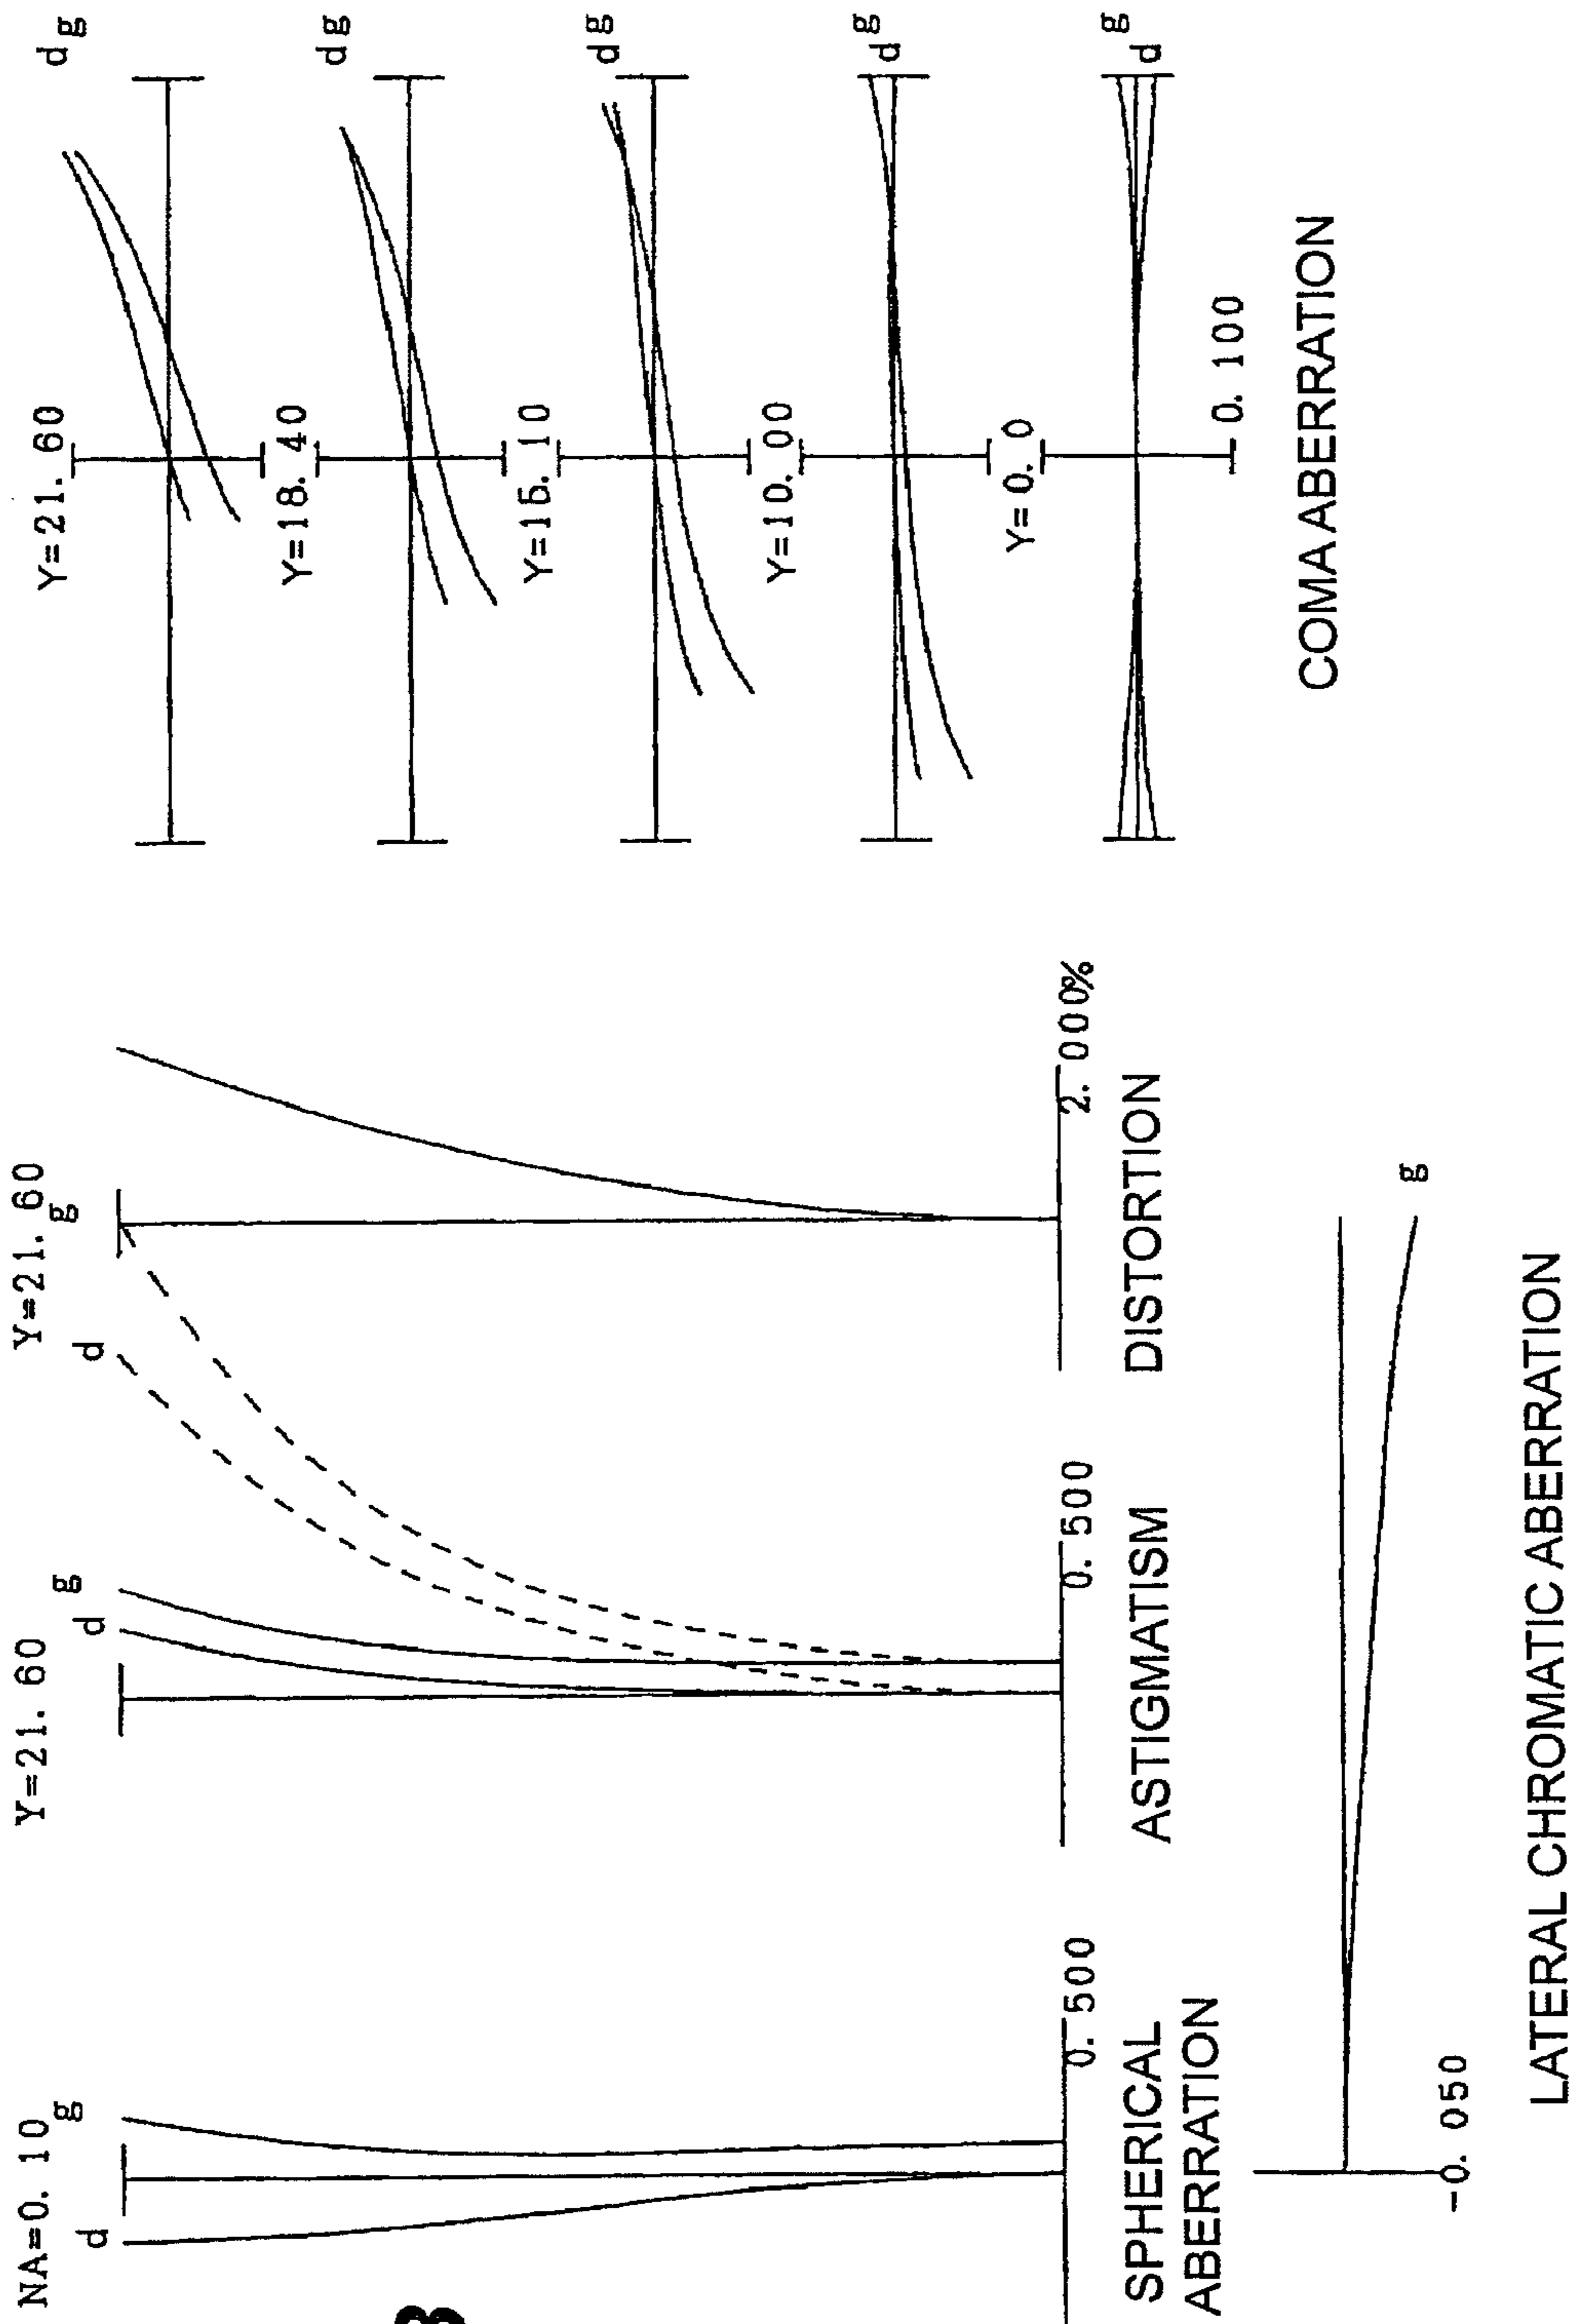 NA=0. 10
d
g
0. 500
SPHERICAL
ABERRATION
Y=21. 60
d
g
0. 500
ASTIGMATISM
Y=21. 60
d
g
2. 000%
DISTORTION
-0. 050
g
LATERAL CHROMATIC ABERRATION
Y=21. 60
d
g
Y=18. 40
d
g
Y=15. 10
d
g
Y=10. 00
d
g
Y=0. 0
g
d
0. 100
COMA ABERRATION